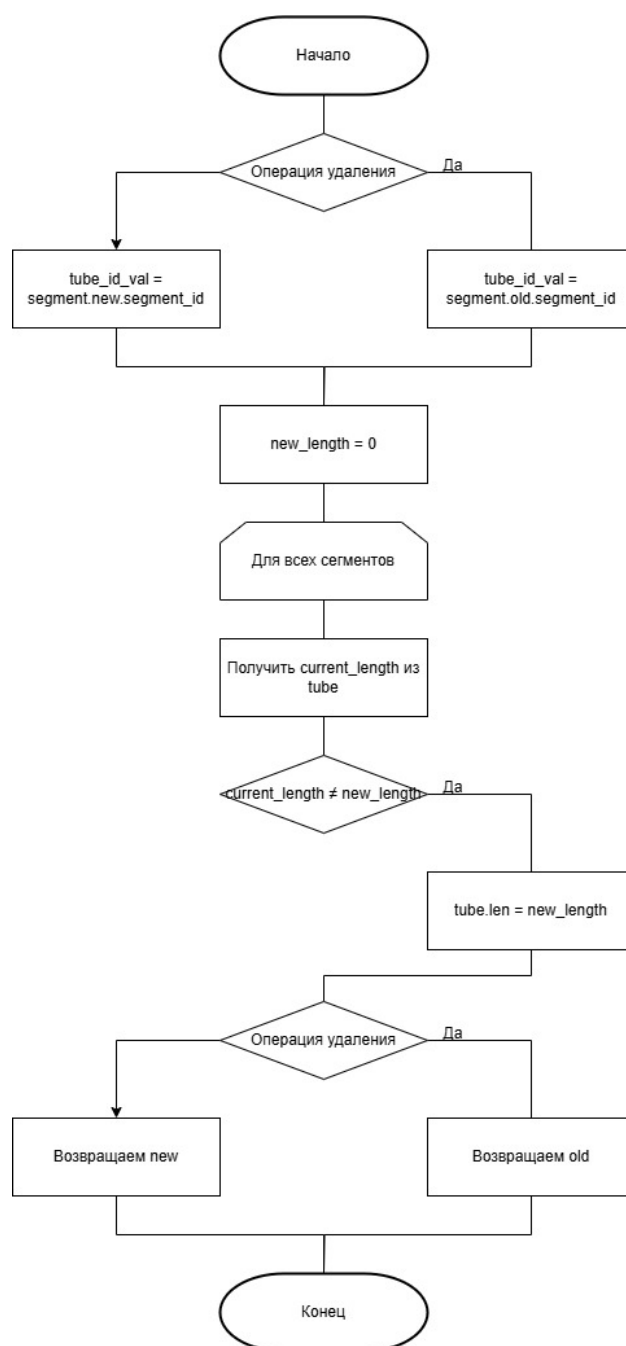 Начало
Операция удаления
Да
tube_id_val =
segment.new.segment_id
tube_id_val =
segment.old.segment_id
new_length = 0
Для всех сегментов
Получить current_length из
tube
current_length ≠ new_length
Да
tube.len = new_length
Операция удаления
Да
Возвращаем new
Возвращаем old
Конец